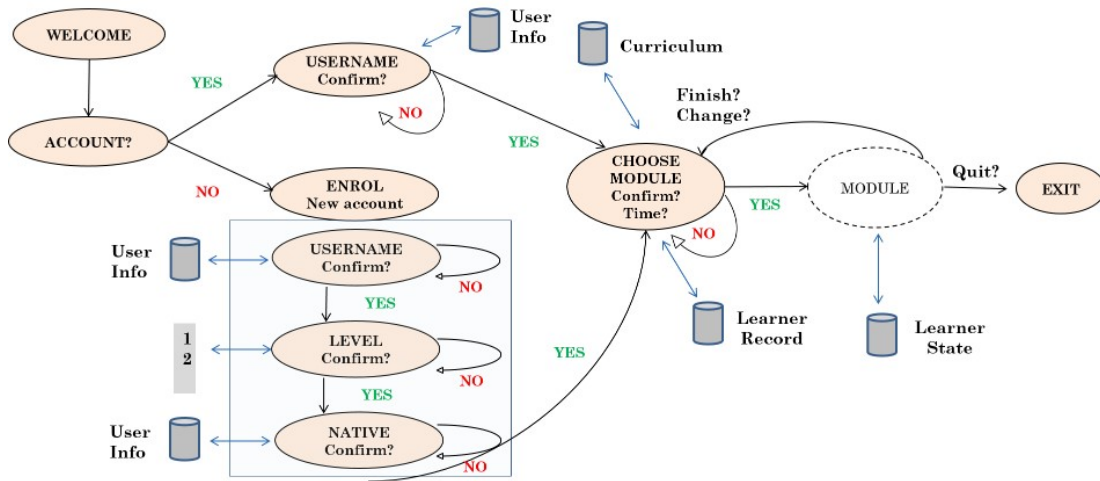 WELCOME
ACCOUNT?
YES
NO
USERNAME
Confirm?
NO
User
Info
YES
Curriculum
ENROL
New account
User
Info
USERNAME
Confirm?
NO
YES
1
2
LEVEL
Confirm?
NO
YES
User
Info
NATIVE
Confirm?
NO
YES
CHOOSE
MODULE
Confirm?
Time?
NO
YES
Finish?
Change?
MODULE
Quit?
EXIT
Learner
Record
Learner
State